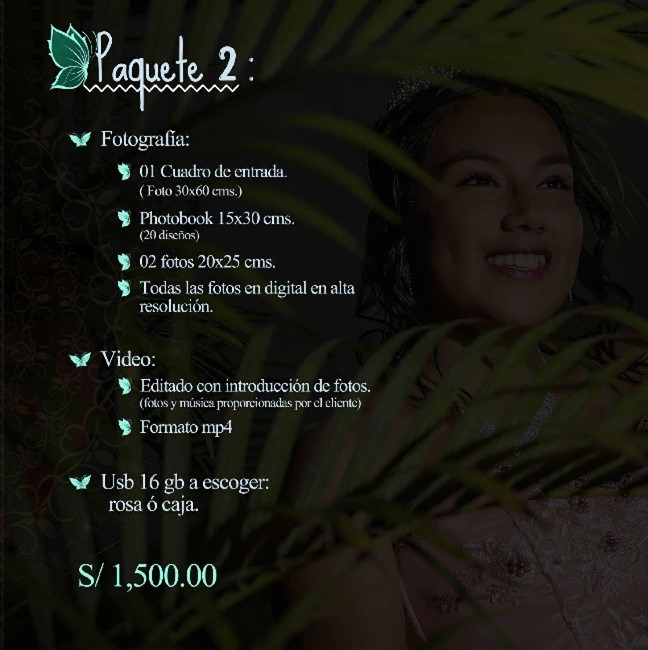 Paquete 2 :
Fotografía:
01 Cuadro de entrada.
( Foto 30x60 cms.)
Photobook 15x30 cms.
(20 diseños)
02 fotos 20x25 cms.
Todas las fotos en digital en alta
resolución.
Video:
Editado con introducción de fotos.
(fotos y música proporcionadas por el cliente)
Formato mp4
Usb 16 gb a escoger:
rosa ó caja.
S/ 1,500.00